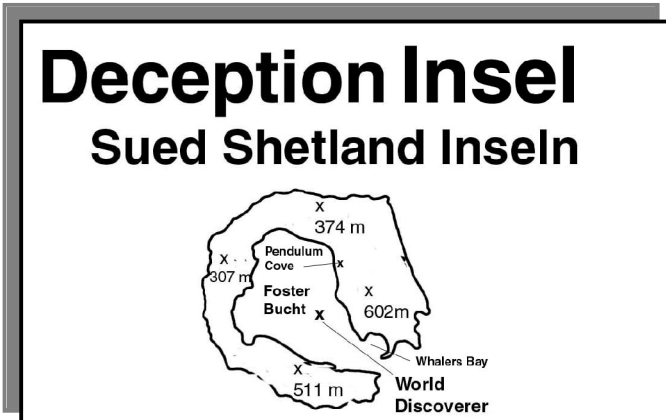 Deception Insel
Sued Shetland Inseln
x
374 m
x
307 m
Pendulum
Cove
x
Foster
Bucht
x
x
602m
Whalers Bay
x
511 m
World
Discoverer